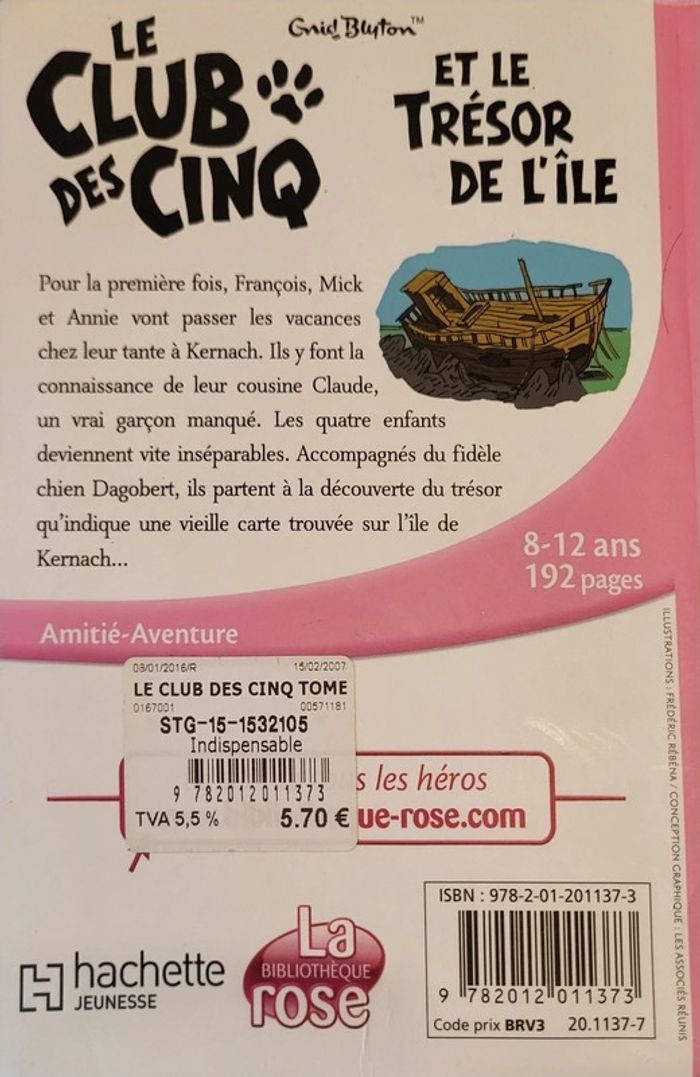 Enid Blyton™
LE
CLUB
DES CINQ
ET LE
TRÉSOR
DE L'ÎLE
Pour la première fois, François, Mick
et Annie vont passer les vacances
chez leur tante à Kernach. Ils y font la
connaissance de leur cousine Claude,
un vrai garçon manqué. Les quatre enfants
deviennent vite inséparables. Accompagnés du fidèle
chien Dagobert, ils partent à la découverte du trésor
qu'indique une vieille carte trouvée sur l'île de
Kernach...
8-12 ans
192 pages
Amitié-Aventure
08/01/2016/R 15/02/2007
LE CLUB DES CINQ TOME
0167001 00571181
STG-15-1532105
Indispensable
9 782012 011373
TVA 5,5 % 5.70 €
les héros
ue-rose.com
ILLUSTRATIONS : FRÉDÉRIC RÉBÉNA / CONCEPTION GRAPHIQUE : LES ASSOCIÉS RÉUNIS
hachette
JEUNESSE
La
BIBLIOTHÈQUE
rose
ISBN : 978-2-01-201137-3
9 782012 011373
Code prix BRV3 20.1137-7